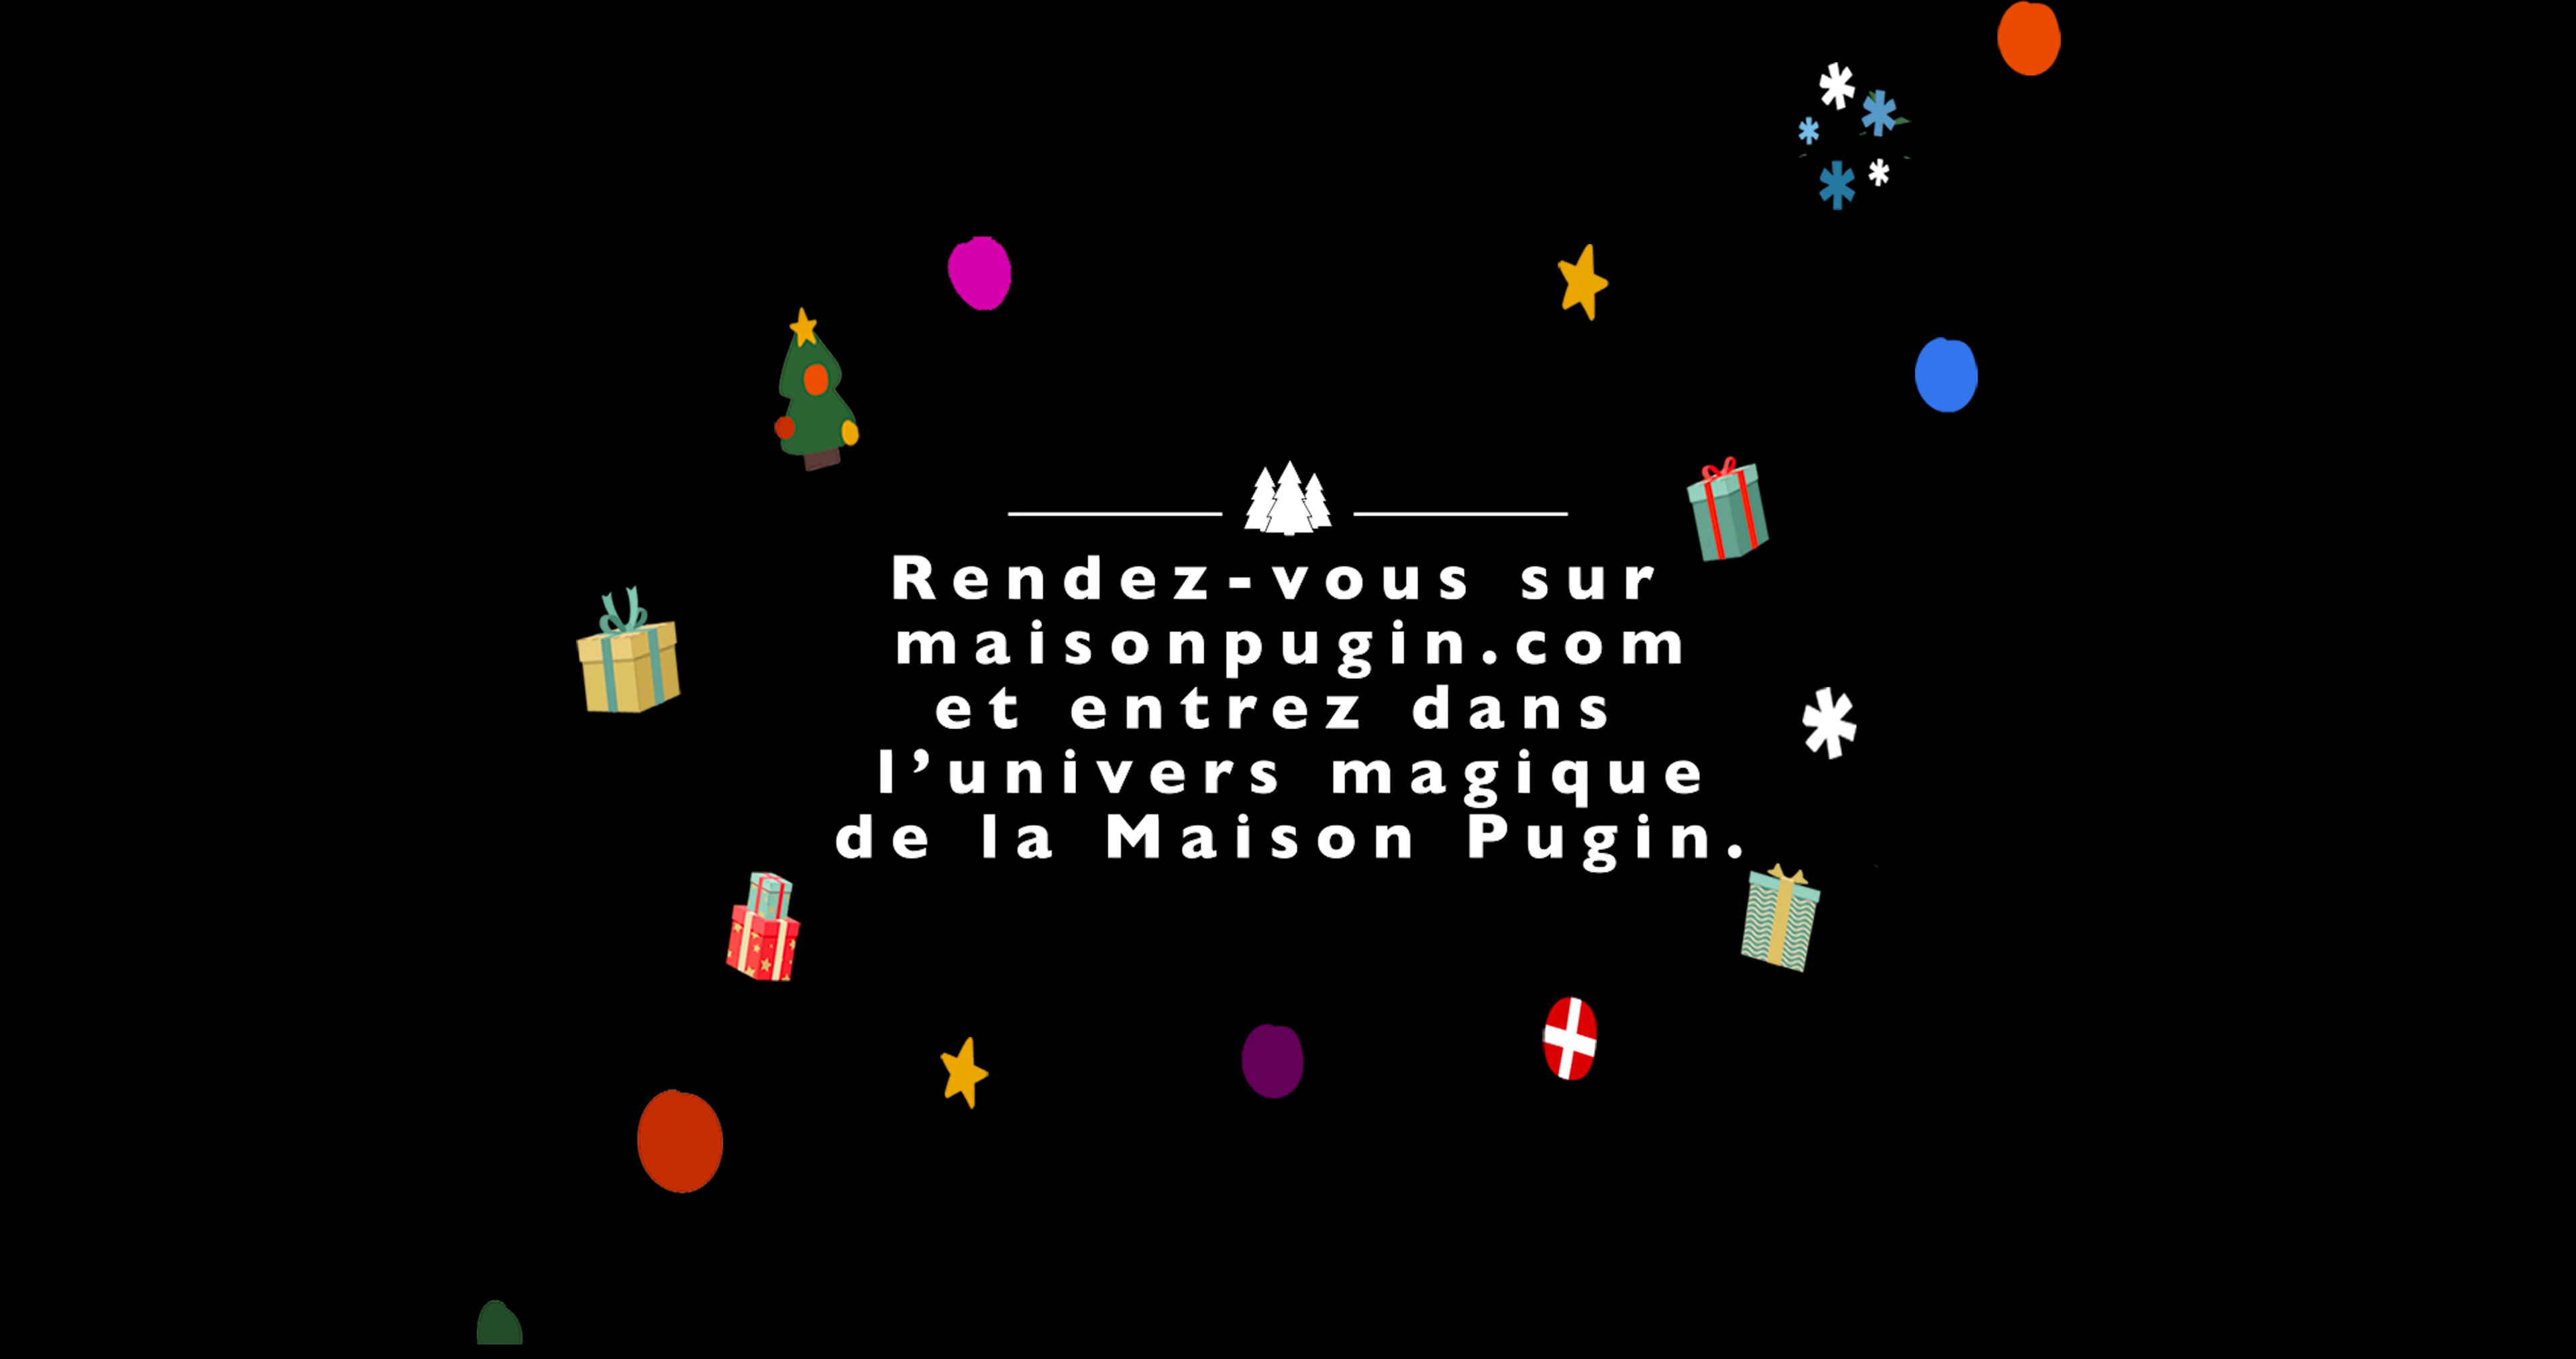 Rendez-vous sur
maisonpugin.com
et entrez dans
l’univers magique
de la Maison Pugin.